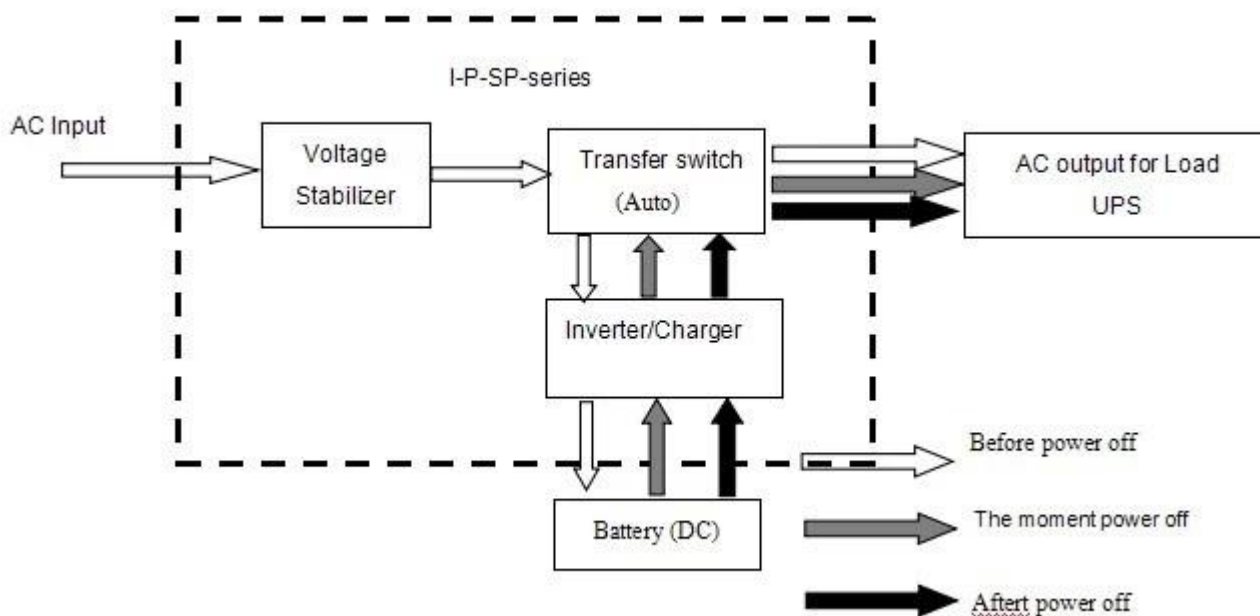 I-P-SP-series
AC Input
Voltage
Stabilizer
Transfer switch
(Auto)
AC output for Load
UPS
Inverter/Charger
Battery (DC)
Before power off
The moment power off
Aftert power off